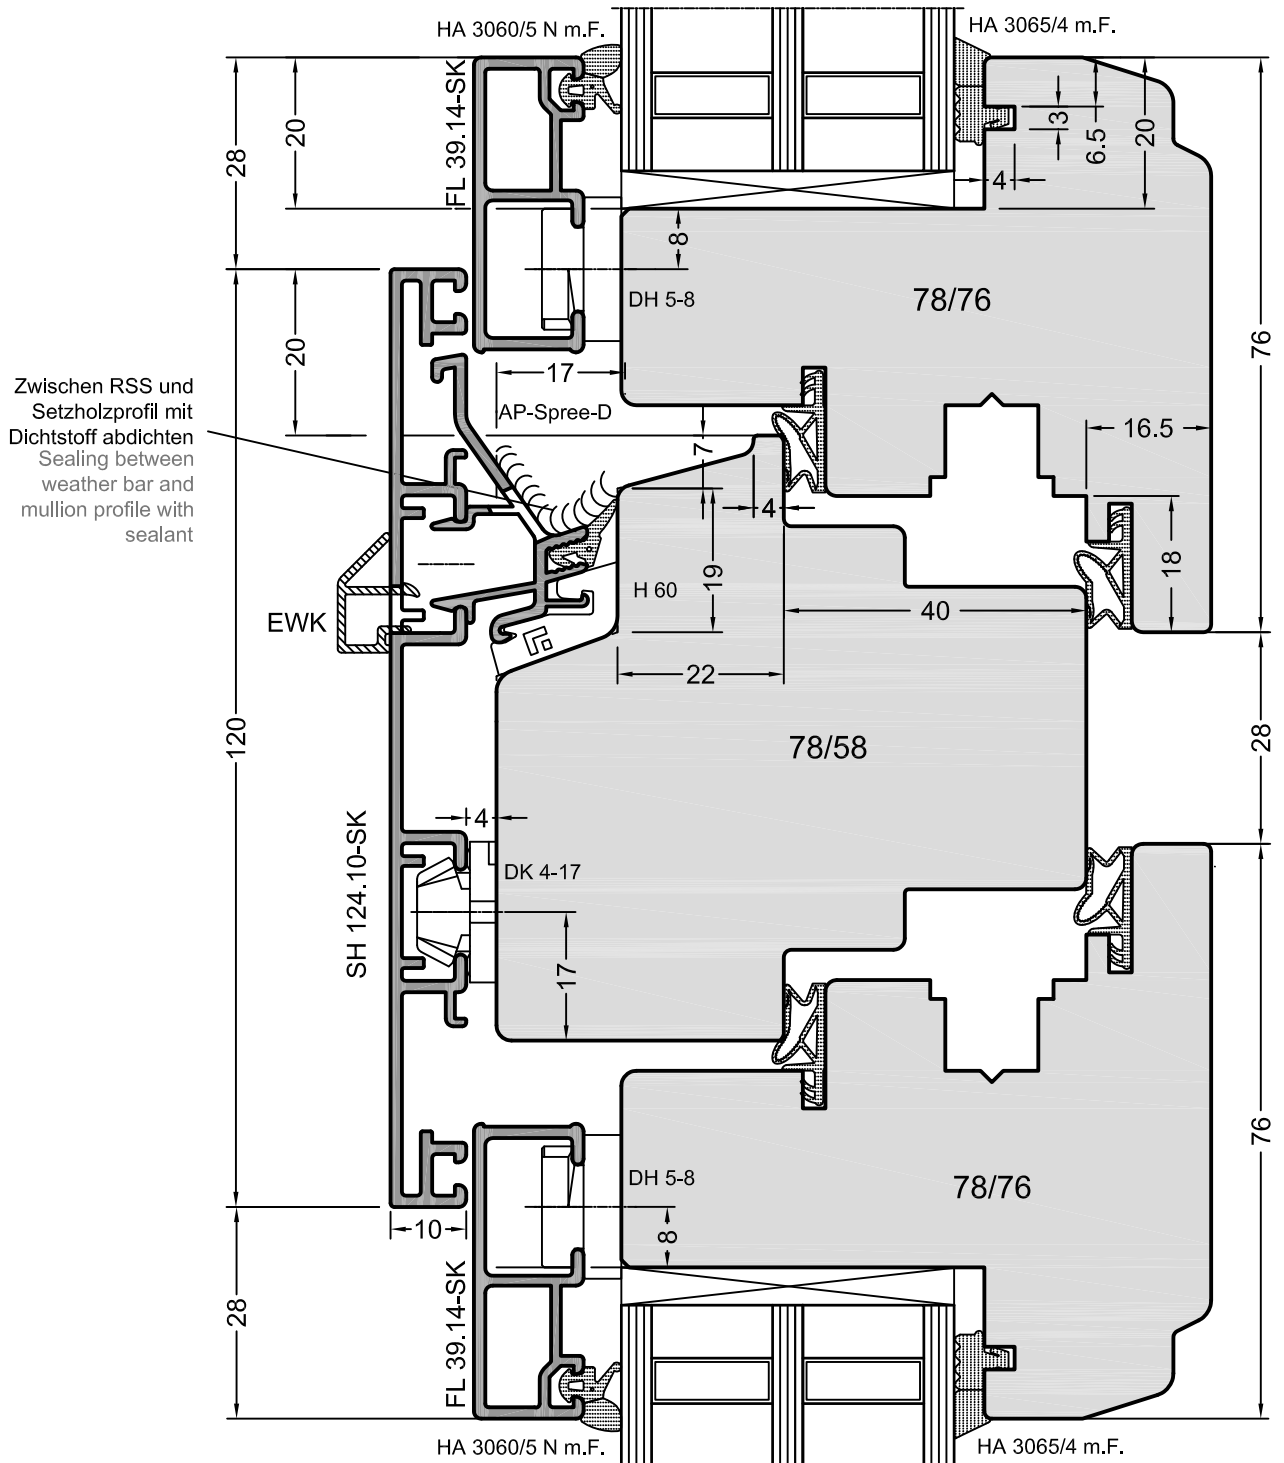 HA 3060/5 N m.F.
HA 3065/4 m.F.
FL 39.14-SK
28
20
3
6.5
20
4
8
DH 5-8
78/76
76
20
17
AP-Spree-D
Zwischen RSS und
Setzholzprofil mit
Dichtstoff abdichten
Sealing between
weather bar and
mullion profile with
sealant
16.5
7
4
19
18
H 60
40
EWK
22
120
78/58
28
SH 124.10-SK
4
DK 4-17
17
76
DH 5-8
78/76
10
8
28
FL 39.14-SK
HA 3060/5 N m.F.
HA 3065/4 m.F.